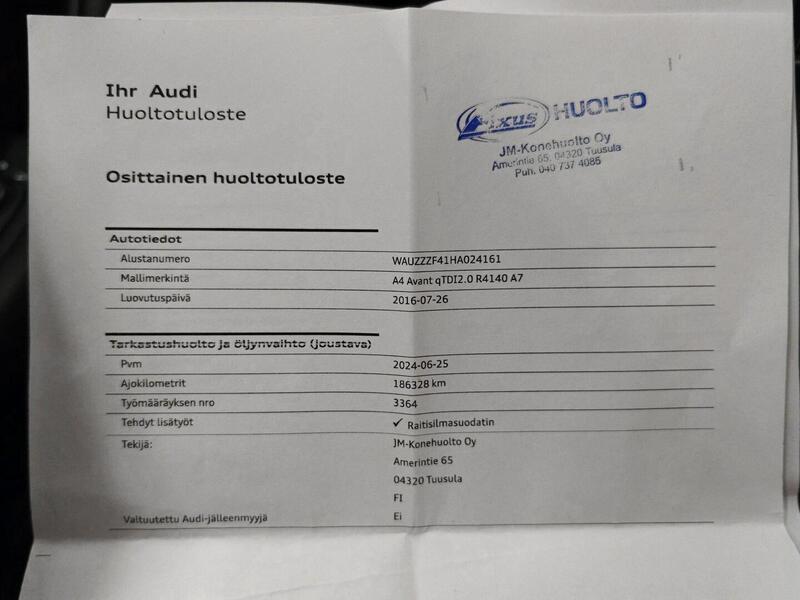 Ihr Audi
Huoltotuloste
Fixus HUOLTO
JM-Konehuolto Oy
Amerintie 65, 04320 Tuusula
Puh. 040 737 4085
Osittainen huoltotuloste
Autotiedot
Alustanumero WAUZZZF41HA024161
Mallimerkintä A4 Avant qTDI2.0 R4140 A7
Luovutuspäivä 2016-07-26
Tarkastushuolto ja öljynvaihto (joustava)
Pvm 2024-06-25
Ajokilometrit 186328 km
Työmääräyksen nro 3364
Tehdyt lisätyöt ✓ Raitisilmasuodatin
Tekijä: JM-Konehuolto Oy
Amerintie 65
04320 Tuusula
FI
Valtuutettu Audi-jälleenmyyjä Ei